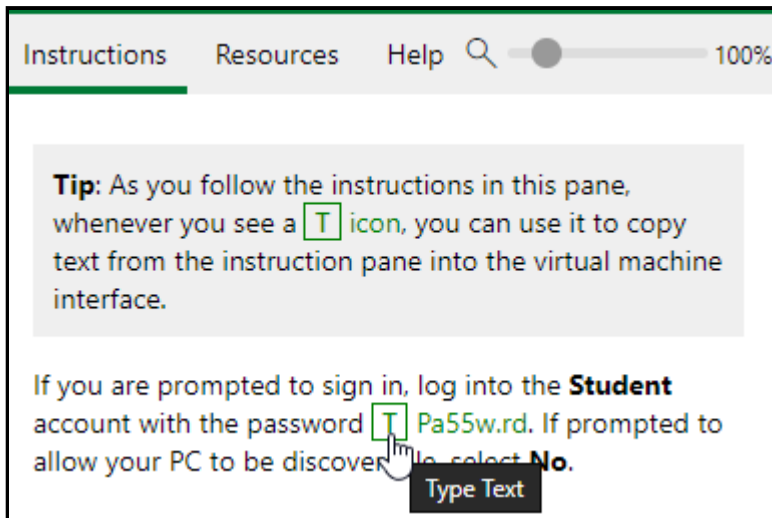 Instructions Resources Help 100%
Tip: As you follow the instructions in this pane,
whenever you see a T icon, you can use it to copy
text from the instruction pane into the virtual machine
interface.
If you are prompted to sign in, log into the Student
account with the password T Pa55w.rd. If prompted to
allow your PC to be select No.
Type Text